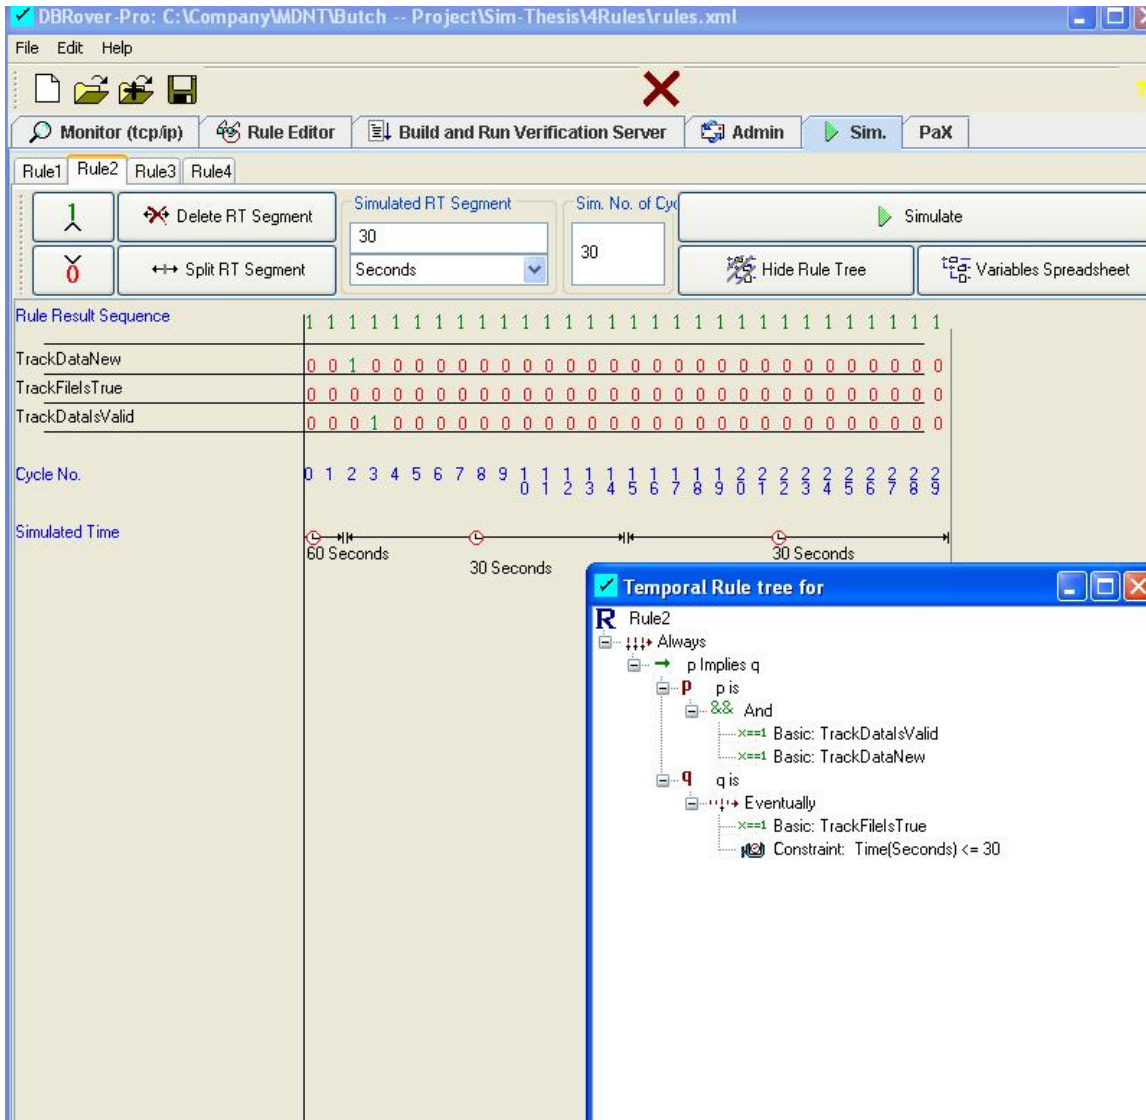 DBRover-Pro: C:\Company\MDNT\Butch -- Project\Sim-Thesis\4Rules\rules.xml
File Edit Help
Monitor (tcp/ip) Rule Editor Build and Run Verification Server Admin Sim. PaX
Rule1 Rule2 Rule3 Rule4
1 Delete RT Segment Simulated RT Segment Sim. No. of Cyc Simulate
30
30
0 Split RT Segment Seconds Hide Rule Tree Variables Spreadsheet
Rule Result Sequence 1 1 1 1 1 1 1 1 1 1 1 1 1 1 1 1 1 1 1 1 1 1 1 1 1 1 1 1 1 1
TrackDataNew 0 0 1 0 0 0 0 0 0 0 0 0 0 0 0 0 0 0 0 0 0 0 0 0 0 0 0 0 0 0
TrackFileIsTrue 0 0 0 0 0 0 0 0 0 0 0 0 0 0 0 0 0 0 0 0 0 0 0 0 0 0 0 0 0 0
TrackDataIsValid 0 0 0 1 0 0 0 0 0 0 0 0 0 0 0 0 0 0 0 0 0 0 0 0 0 0 0 0 0 0
Cycle No. 0 1 2 3 4 5 6 7 8 9 10 11 12 13 14 15 16 17 18 19 20 21 22 23 24 25 26 27 28 29
Simulated Time
60 Seconds 30 Seconds 30 Seconds
Temporal Rule tree for
R Rule2
Always
p Implies q
p p is
&& And
x==1 Basic: TrackDataIsValid
x==1 Basic: TrackDataNew
q q is
Eventually
x==1 Basic: TrackFileIsTrue
Constraint: Time(Seconds) <= 30